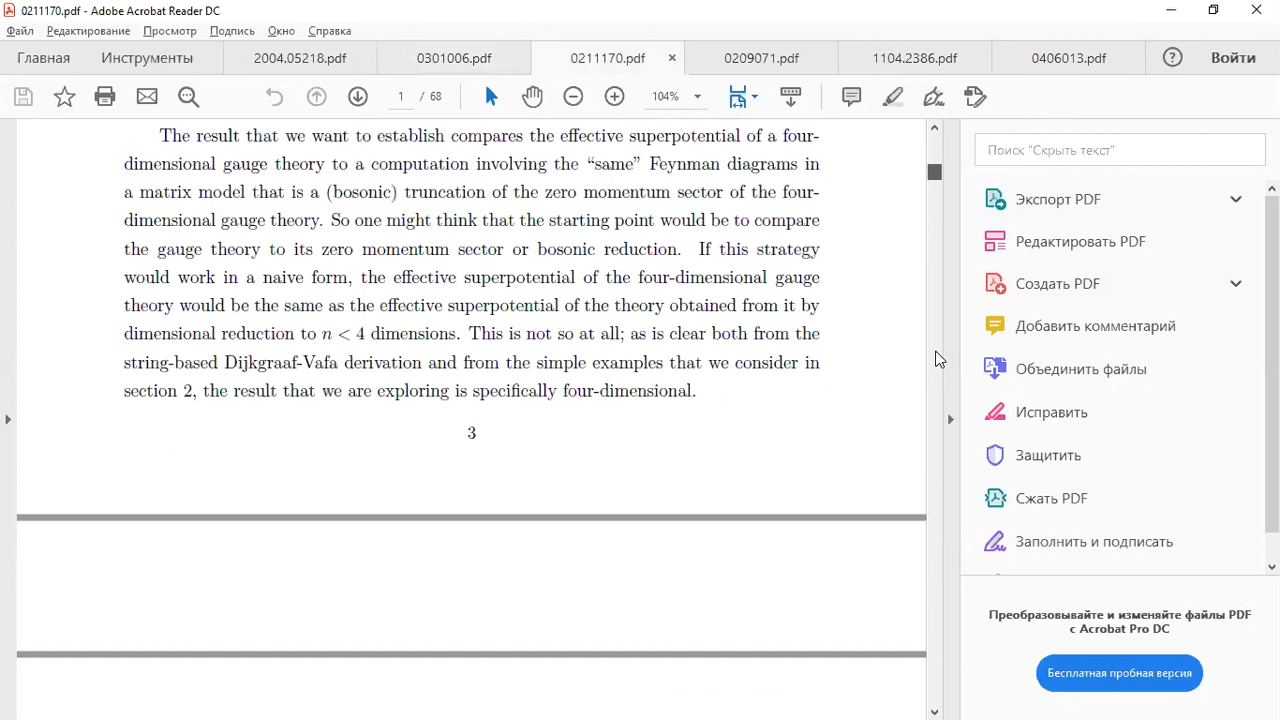 0211170.pdf - Adobe Acrobat Reader DC
Файл Редактирование Просмотр Подпись Окно Справка
Главная Инструменты 2004.05218.pdf 0301006.pdf 0211170.pdf × 0209071.pdf 1104.2386.pdf 0406013.pdf ? Войти
1 / 68 104%
The result that we want to establish compares the effective superpotential of a four-
dimensional gauge theory to a computation involving the “same” Feynman diagrams in
a matrix model that is a (bosonic) truncation of the zero momentum sector of the four-
dimensional gauge theory. So one might think that the starting point would be to compare
the gauge theory to its zero momentum sector or bosonic reduction. If this strategy
would work in a naive form, the effective superpotential of the four-dimensional gauge
theory would be the same as the effective superpotential of the theory obtained from it by
dimensional reduction to n < 4 dimensions. This is not so at all; as is clear both from the
string-based Dijkgraaf-Vafa derivation and from the simple examples that we consider in
section 2, the result that we are exploring is specifically four-dimensional.
3
Поиск "Скрыть текст"
Экспорт PDF
Редактировать PDF
Создать PDF
Добавить комментарий
Объединить файлы
Исправить
Защитить
Сжать PDF
Заполнить и подписать
Преобразовывайте и изменяйте файлы PDF
с Acrobat Pro DC
Бесплатная пробная версия